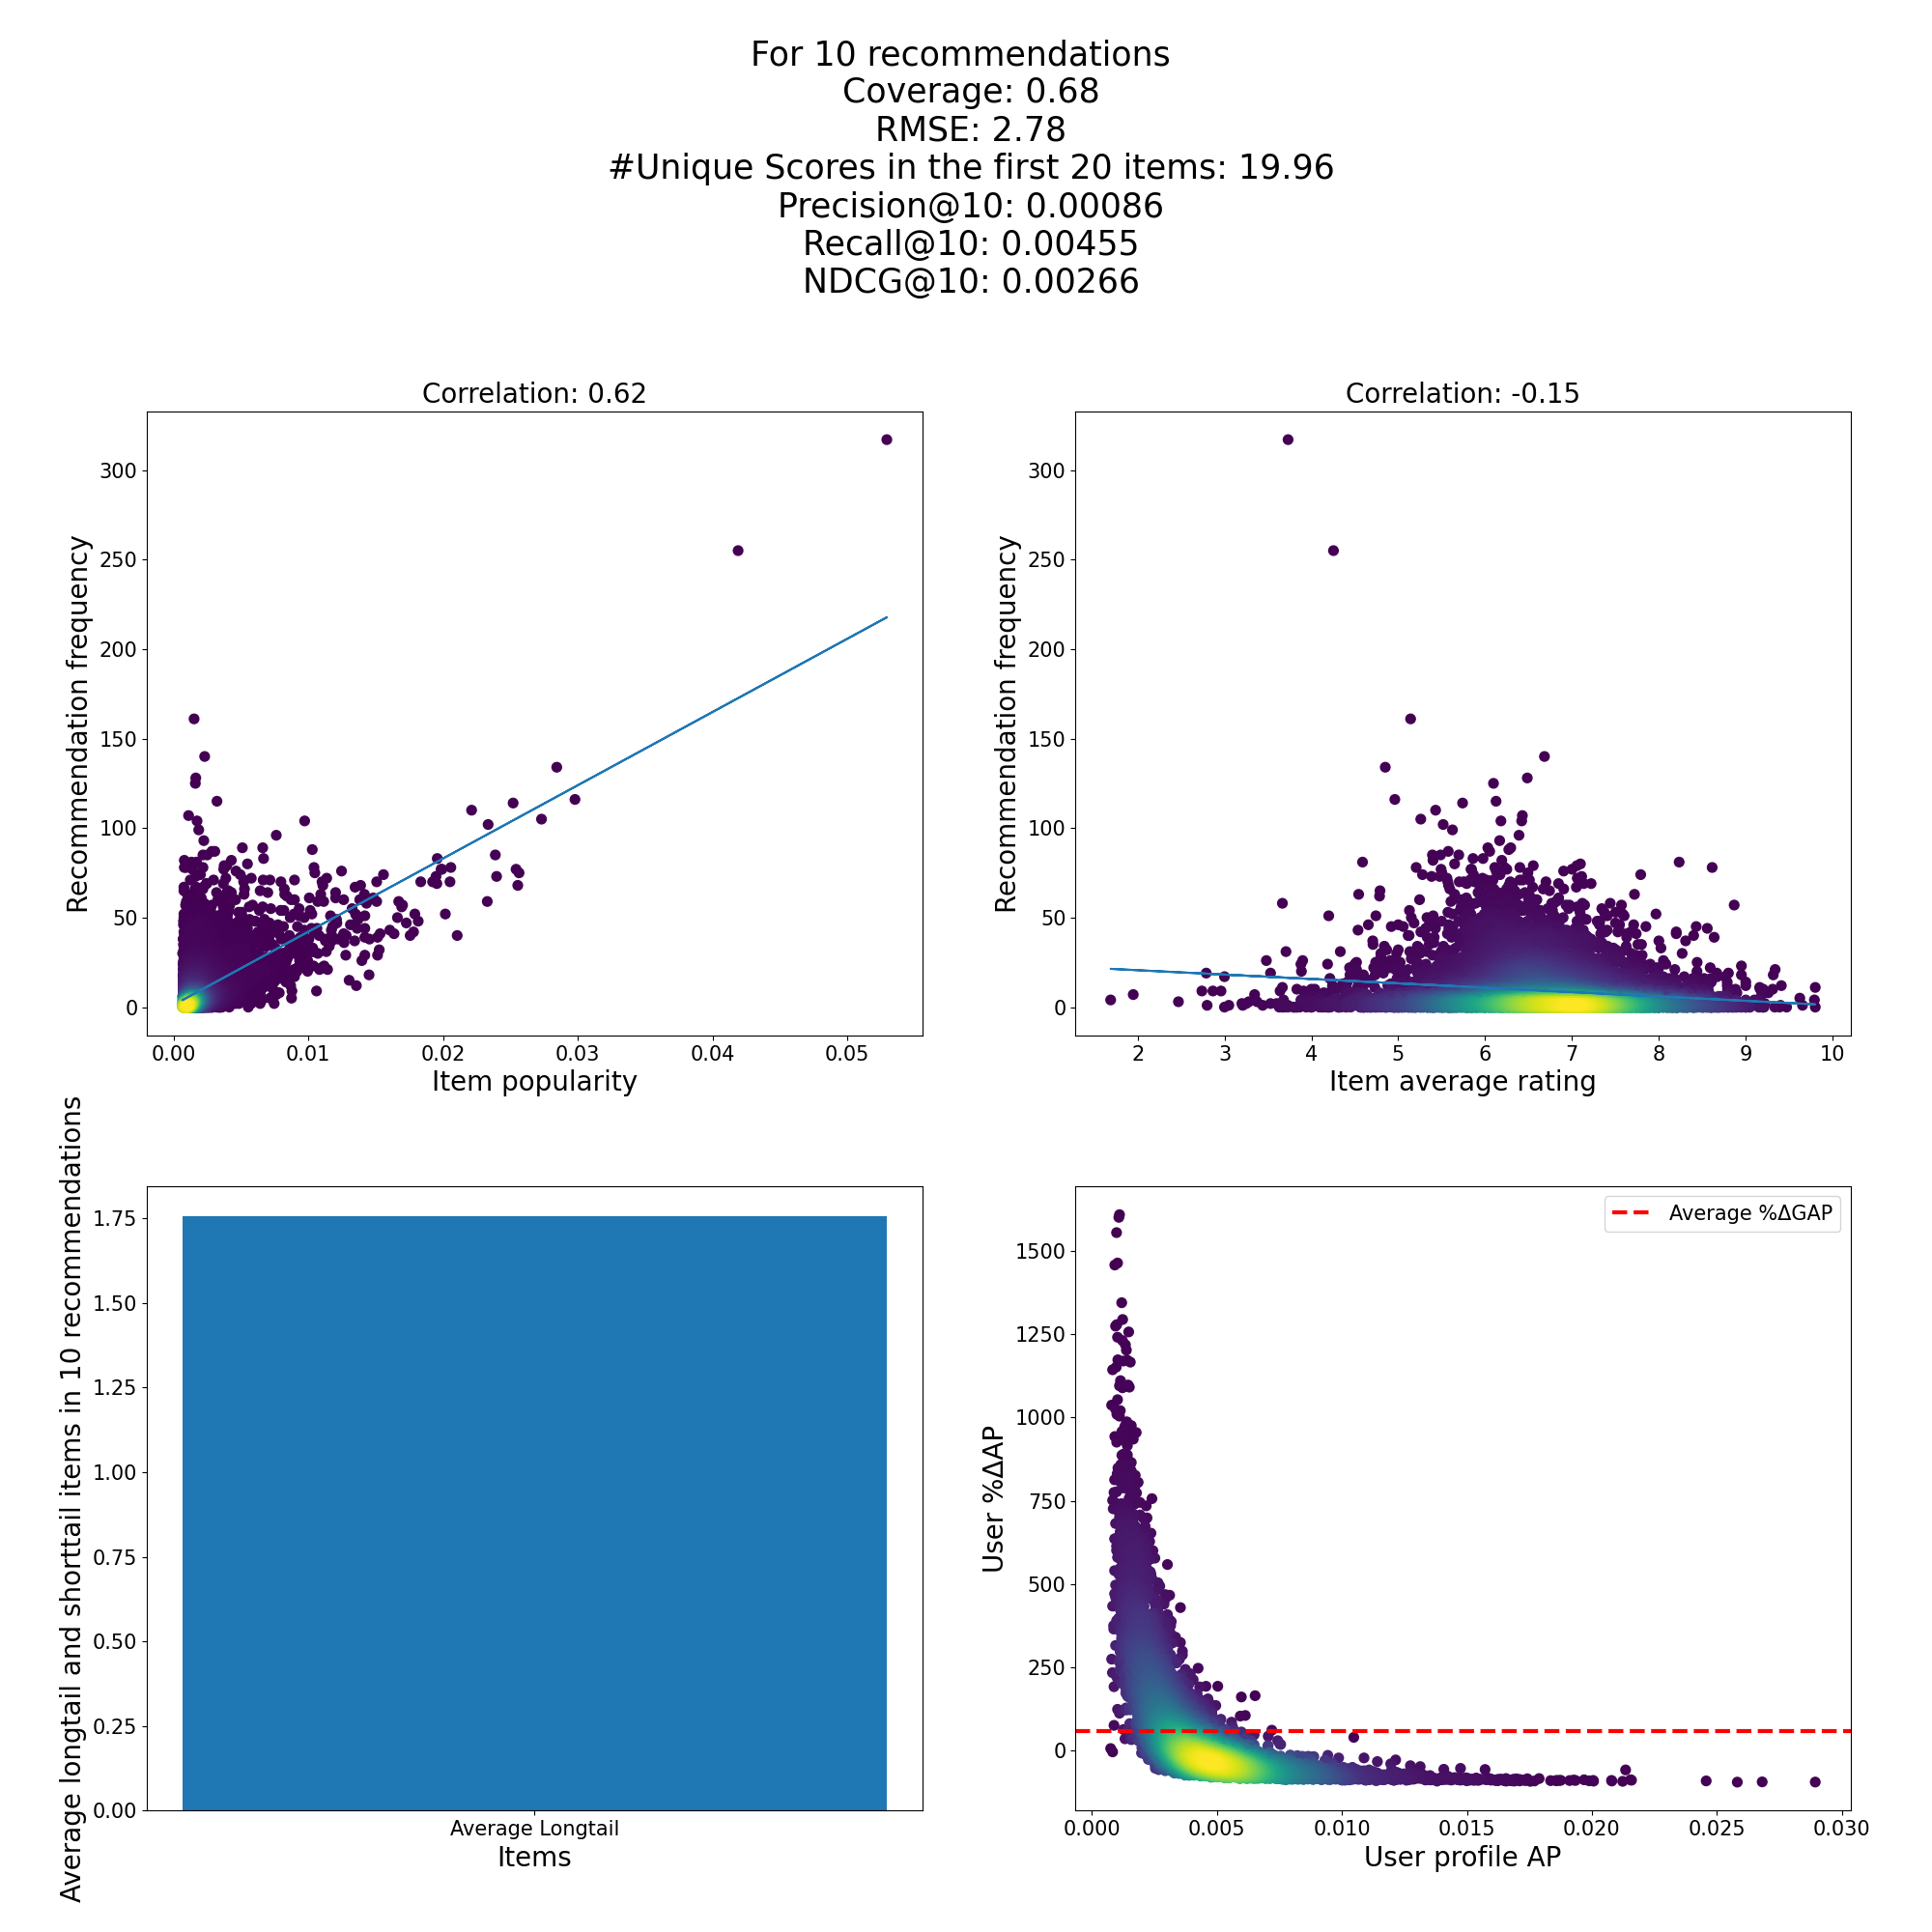 For 10 recommendations
Coverage: 0.68
RMSE: 2.78
#Unique Scores in the first 20 items: 19.96
Precision@10: 0.00086
Recall@10: 0.00455
NDCG@10: 0.00266
Correlation: 0.62
Recommendation frequency
300
250
200
150
100
50
0
0.00 0.01 0.02 0.03 0.04 0.05
Item popularity
Correlation: -0.15
Recommendation frequency
300
250
200
150
100
50
0
2 3 4 5 6 7 8 9 10
Item average rating
Average longtail and shorttail items in 10 recommendations
1.75
1.50
1.25
1.00
0.75
0.50
0.25
0.00
Average Longtail
Items
Average %ΔGAP
User %ΔAP
1500
1250
1000
750
500
250
0
0.000 0.005 0.010 0.015 0.020 0.025 0.030
User profile AP